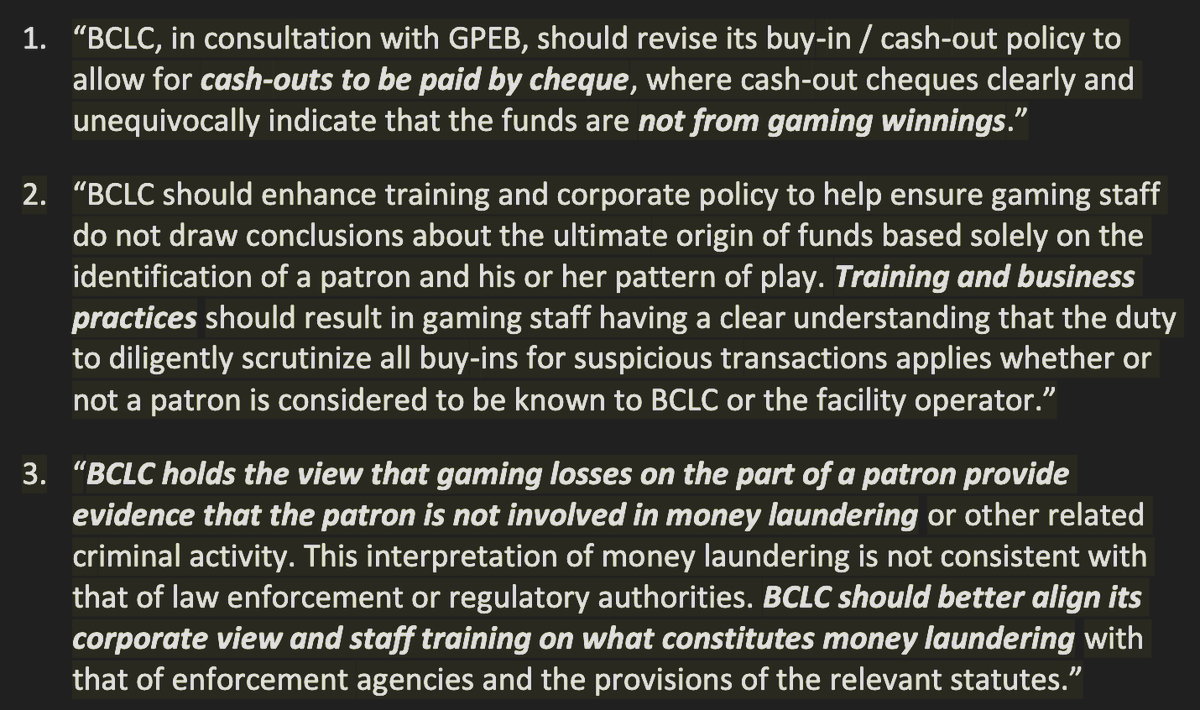 1. “BCLC, in consultation with GPEB, should revise its buy-in / cash-out policy to
allow for cash-outs to be paid by cheque, where cash-out cheques clearly and
unequivocally indicate that the funds are not from gaming winnings.”
2. “BCLC should enhance training and corporate policy to help ensure gaming staff
do not draw conclusions about the ultimate origin of funds based solely on the
identification of a patron and his or her pattern of play. Training and business
practices should result in gaming staff having a clear understanding that the duty
to diligently scrutinize all buy-ins for suspicious transactions applies whether or
not a patron is considered to be known to BCLC or the facility operator.”
3. “BCLC holds the view that gaming losses on the part of a patron provide
evidence that the patron is not involved in money laundering or other related
criminal activity. This interpretation of money laundering is not consistent with
that of law enforcement or regulatory authorities. BCLC should better align its
corporate view and staff training on what constitutes money laundering with
that of enforcement agencies and the provisions of the relevant statutes.”